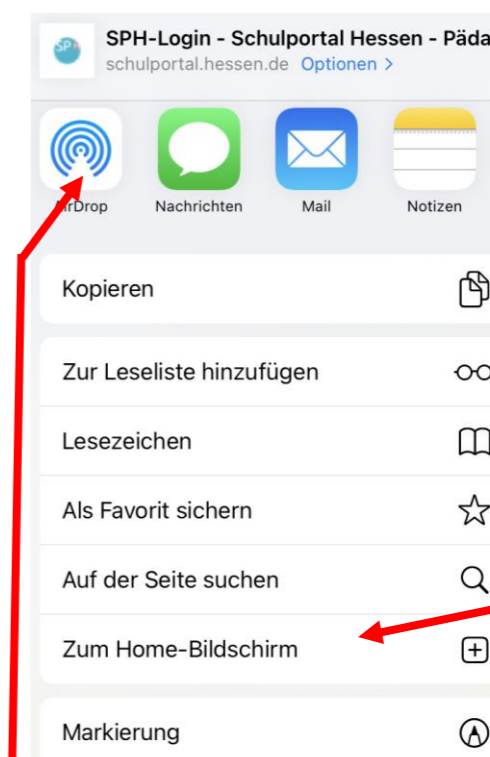 SPH-Login - Schulportal Hessen - Päda
schulportal.hessen.de Optionen >
AirDrop Nachrichten Mail Notizen
Kopieren
Zur Leseliste hinzufügen
Lesezeichen
Als Favorit sichern
Auf der Seite suchen
Zum Home-Bildschirm
Markierung